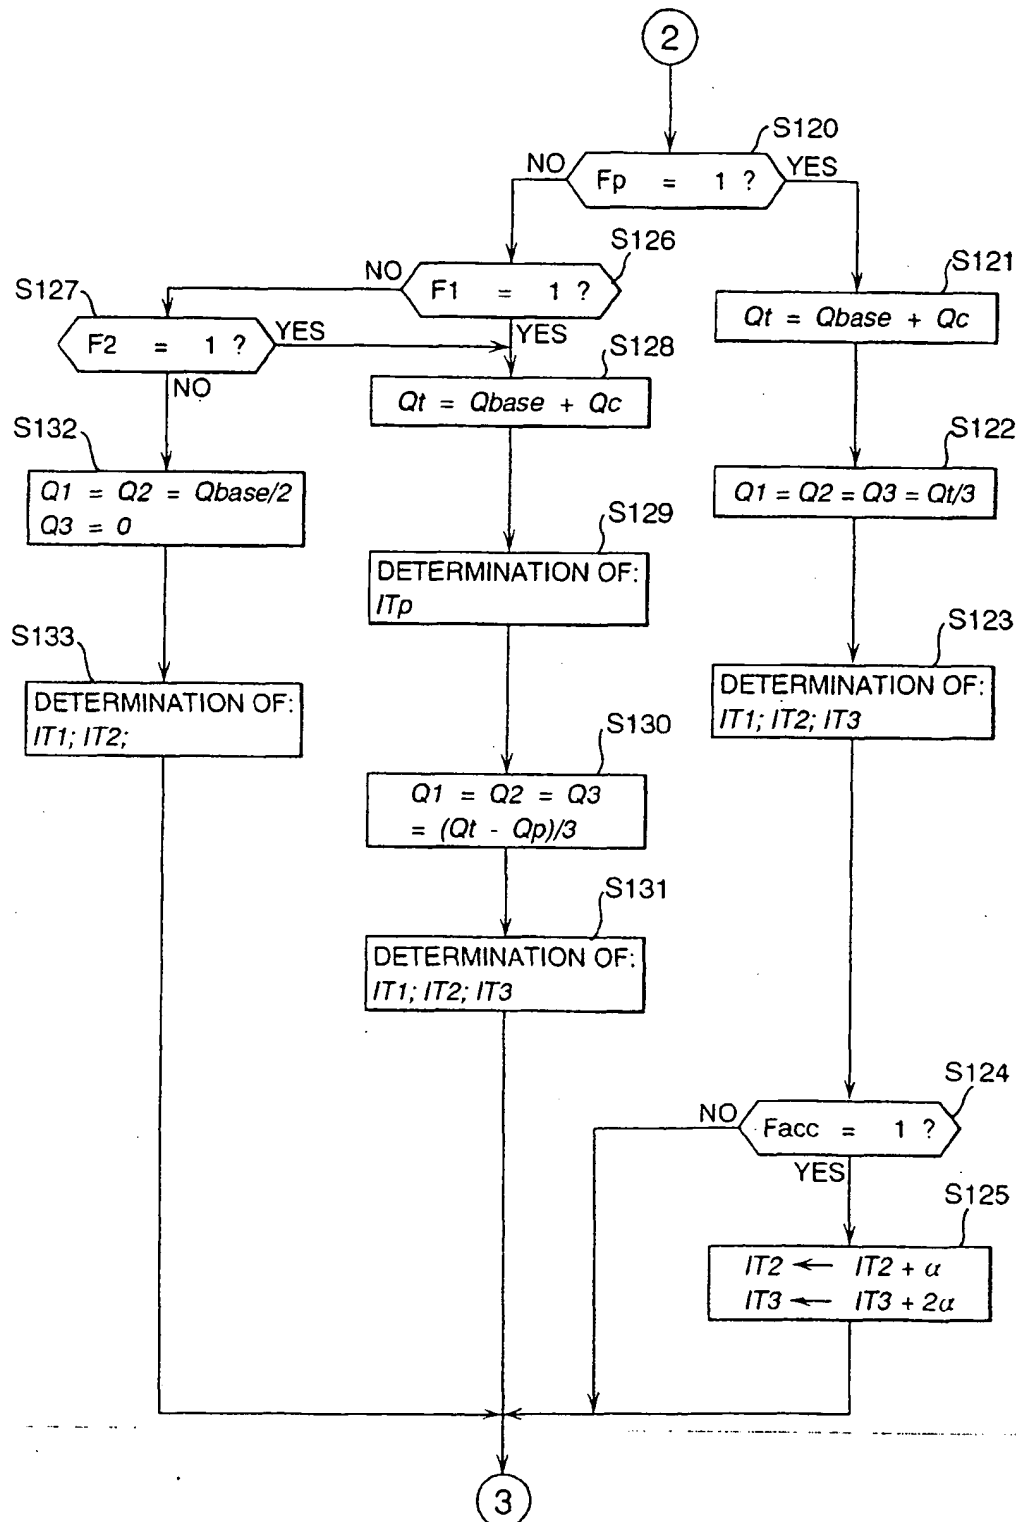 2
S120
NO
Fp = 1 ?
YES
S126
NO
F1 = 1 ?
YES
S127
F2 = 1 ?
YES
NO
S121
Qt = Qbase + Qc
S128
Qt = Qbase + Qc
S132
Q1 = Q2 = Qbase/2
Q3 = 0
S122
Q1 = Q2 = Q3 = Qt/3
S129
DETERMINATION OF:
ITp
S133
DETERMINATION OF:
IT1; IT2;
S123
DETERMINATION OF:
IT1; IT2; IT3
S130
Q1 = Q2 = Q3
= (Qt - Qp)/3
S131
DETERMINATION OF:
IT1; IT2; IT3
S124
NO
Facc = 1 ?
YES
S125
IT2 ← IT2 + α
IT3 ← IT3 + 2α
3